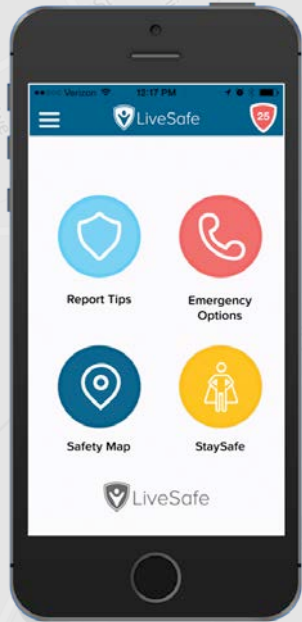 Verizon 12:17 PM
LiveSafe
25
Report Tips
Emergency
Options
Safety Map
StaySafe
LiveSafe